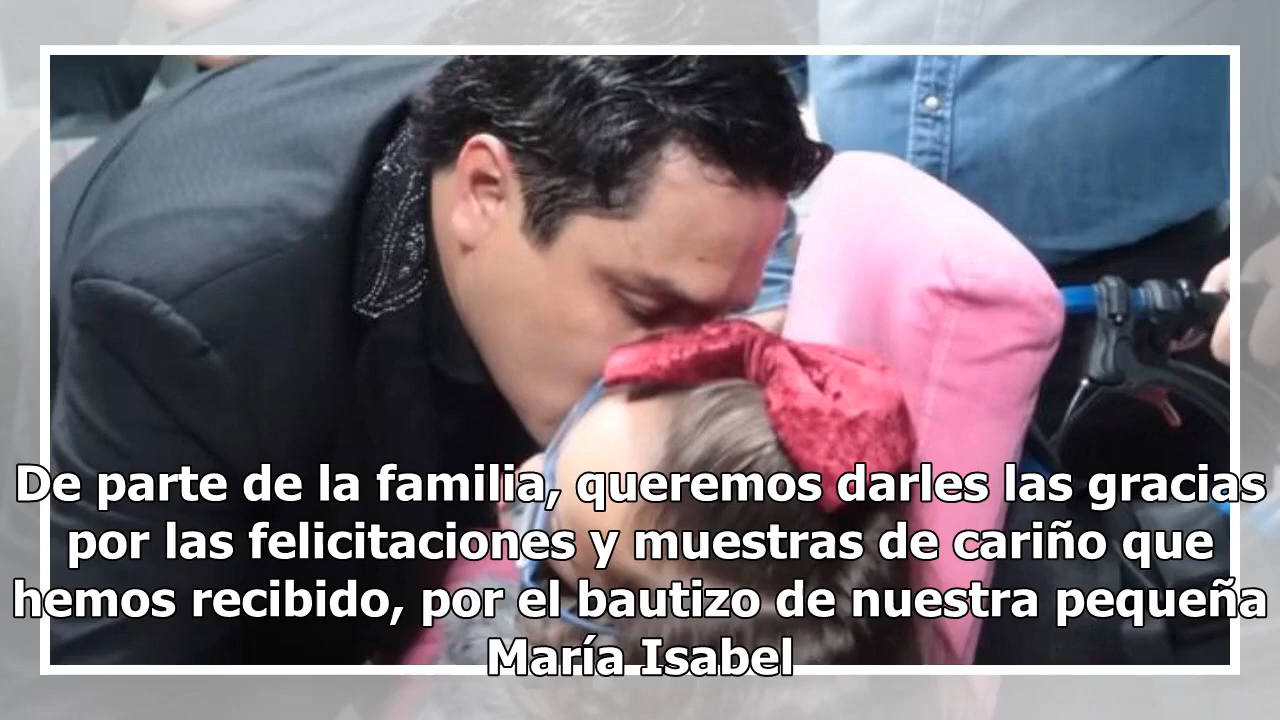 De parte de la familia, queremos darles las gracias
por las felicitaciones y muestras de cariño que
hemos recibido, por el bautizo de nuestra pequeña
María Isabel